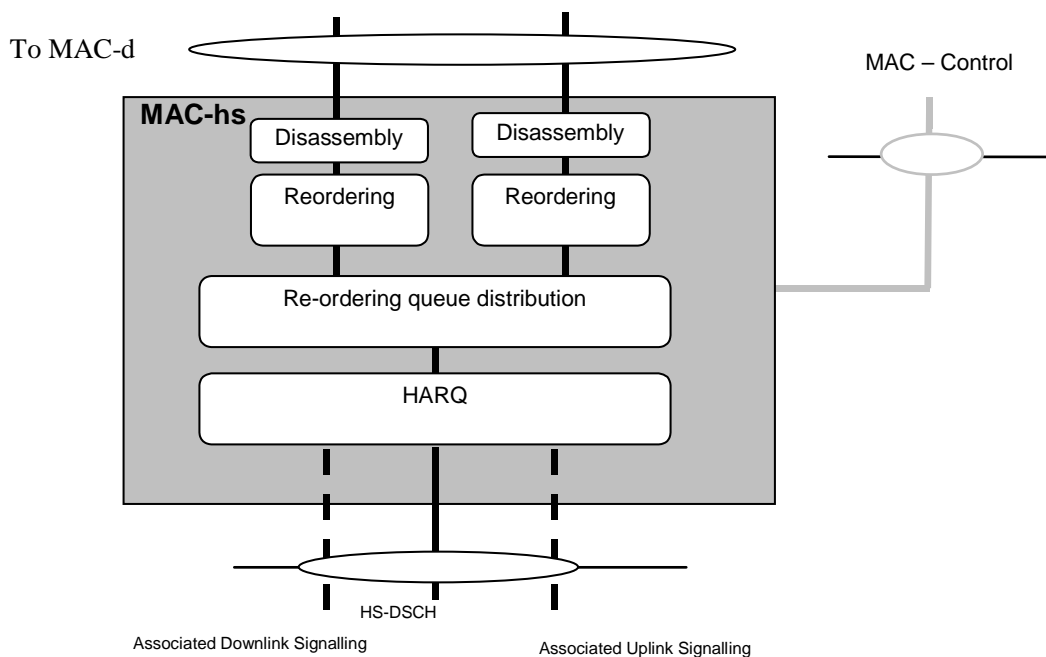 To MAC-d
MAC – Control
MAC-hs
Disassembly
Disassembly
Reordering
Reordering
Re-ordering queue distribution
HARQ
HS-DSCH
Associated Downlink Signalling
Associated Uplink Signalling